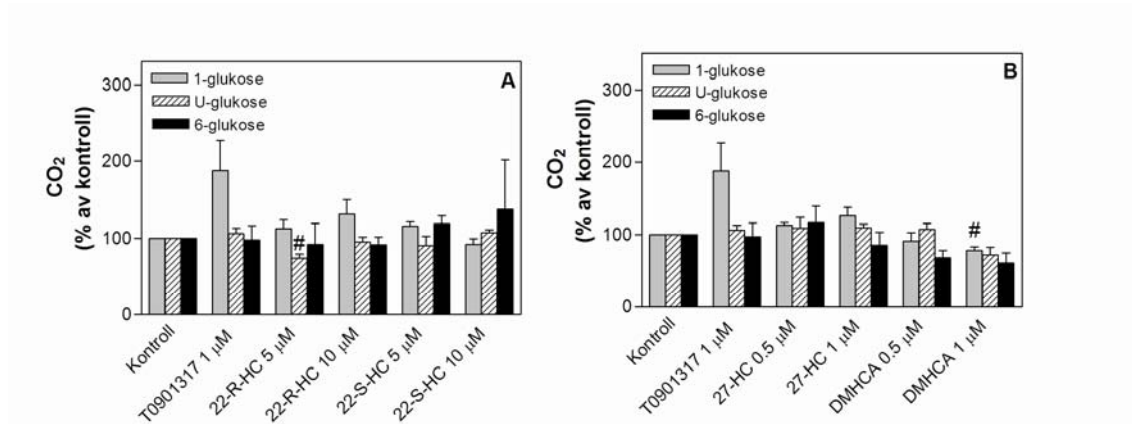 A
1-glukose
U-glukose
6-glukose
300
200
100
0
CO₂
(% av kontroll)
#
Kontroll
T0901317 1 µM
22-R-HC 5 µM
22-R-HC 10 µM
22-S-HC 5 µM
22-S-HC 10 µM
B
1-glukose
U-glukose
6-glukose
300
200
100
0
CO₂
(% av kontroll)
#
Kontroll
T0901317 1 µM
27-HC 0.5 µM
27-HC 1 µM
DMHCA 0.5 µM
DMHCA 1 µM